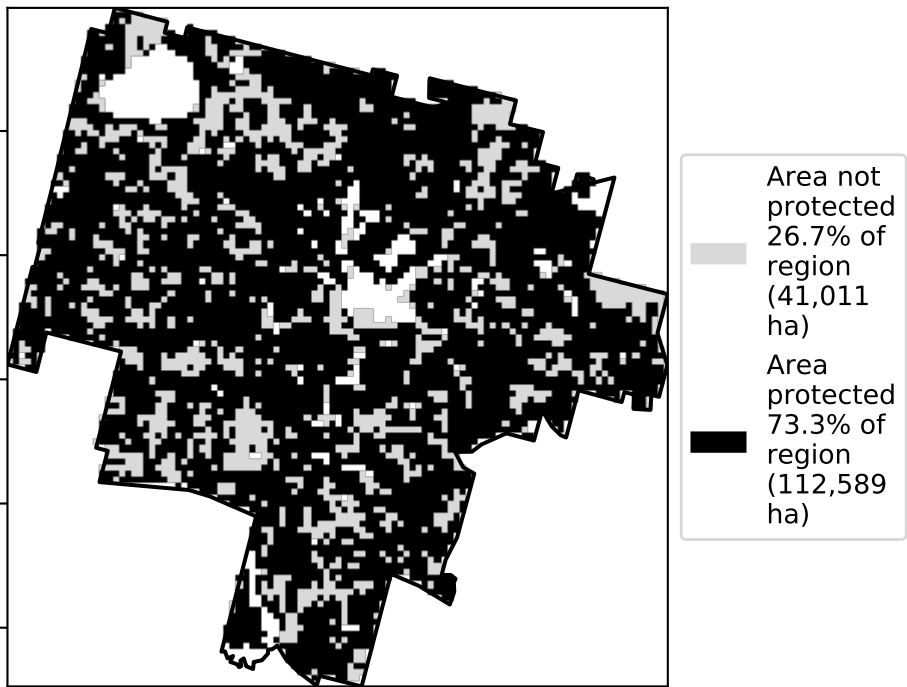 Area not
protected
26.7% of
region
(41,011
ha)
Area
protected
73.3% of
region
(112,589
ha)